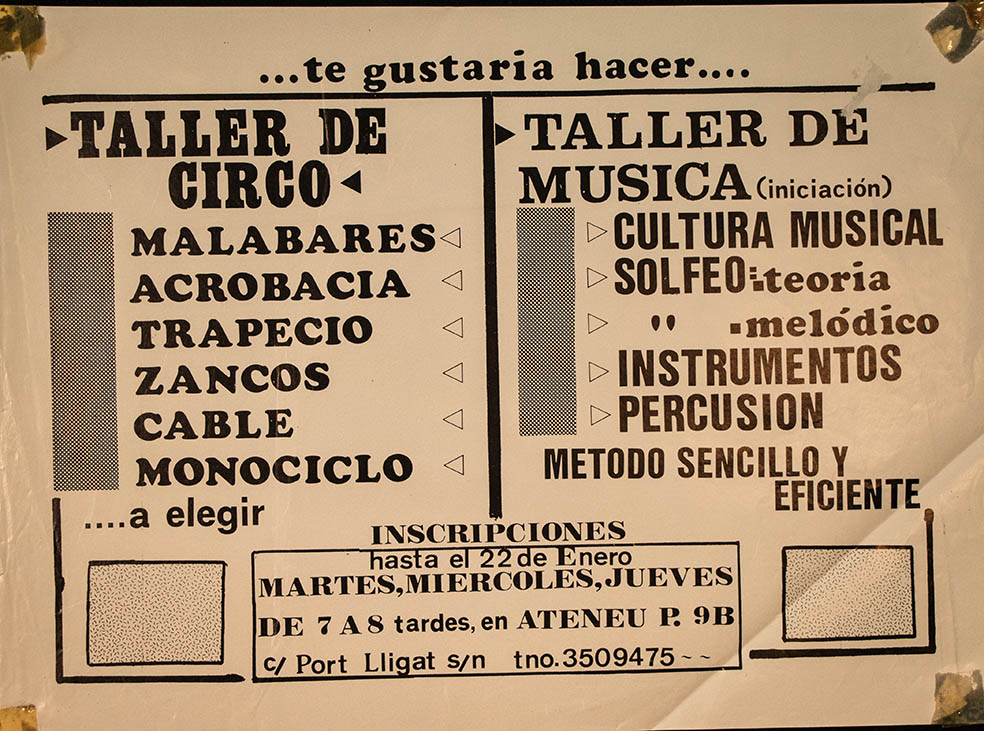 ...te gustaria hacer....
TALLER DE
CIRCO
MALABARES
ACROBACIA
TRAPECIO
ZANCOS
CABLE
MONOCICLO
....a elegir
TALLER DE
MUSICA (iniciación)
CULTURA MUSICAL
SOLFEO:.teoria
" .melódico
INSTRUMENTOS
PERCUSION
METODO SENCILLO Y
EFICIENTE
INSCRIPCIONES
hasta el 22 de Enero
MARTES, MIERCOLES, JUEVES
DE 7 A 8 tardes, en ATENEU P. 9B
c/ Port Lligat s/n tno. 3509475~~